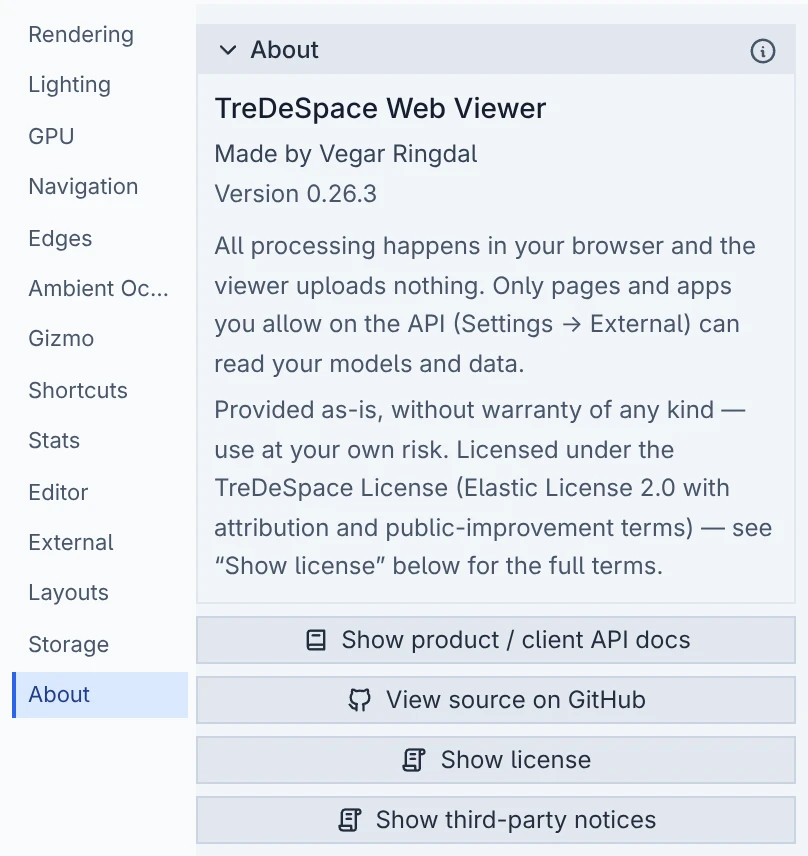 Rendering
Lighting
GPU
Navigation
Edges
Ambient Oc...
Gizmo
Shortcuts
Stats
Editor
External
Layouts
Storage
About
About
TreDeSpace Web Viewer
Made by Vegar Ringdal
Version 0.26.3
All processing happens in your browser and the
viewer uploads nothing. Only pages and apps
you allow on the API (Settings → External) can
read your models and data.
Provided as-is, without warranty of any kind —
use at your own risk. Licensed under the
TreDeSpace License (Elastic License 2.0 with
attribution and public-improvement terms) — see
“Show license” below for the full terms.
Show product / client API docs
View source on GitHub
Show license
Show third-party notices